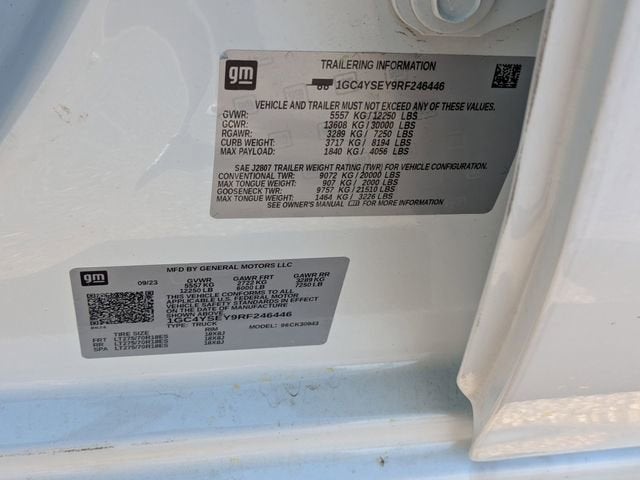 gm
TRAILERING INFORMATION
1GC4YSEY9RF246446
VEHICLE AND TRAILER MUST NOT EXCEED ANY OF THESE VALUES.
GVWR: 5557 KG / 12250 LBS
GCWR: 13608 KG / 30000 LBS
RGAWR: 3289 KG / 7250 LBS
CURB WEIGHT: 3717 KG / 8194 LBS
MAX PAYLOAD: 1840 KG / 4056 LBS
SAE J2807 TRAILER WEIGHT RATING (TWR) FOR VEHICLE CONFIGURATION.
CONVENTIONAL TWR: 9072 KG / 20000 LBS
MAX TONGUE WEIGHT: 907 KG / 2000 LBS
GOOSENECK TWR: 9757 KG / 21510 LBS
MAX TONGUE WEIGHT: 1464 KG / 3226 LBS
SEE OWNER'S MANUAL FOR MORE INFORMATION.
gm
MFD BY GENERAL MOTORS LLC
09/23 GVWR GAWR FRT GAWR RR
5557 KG 2722 KG 3289 KG
12250 LB 6000 LB 7250 LB
THIS VEHICLE CONFORMS TO ALL
APPLICABLE U.S. FEDERAL MOTOR
VEHICLE SAFETY STANDARDS IN EFFECT
ON THE DATE OF MANUFACTURE
SHOWN ABOVE
1GC4YSEY9RF246446
TYPE: TRUCK MODEL:
TIRE SIZE RIM
FRT LT275/70R18ES 18X8J
RR LT275/70R18ES 18X8J
SPA LT275/70R18ES 18X8J